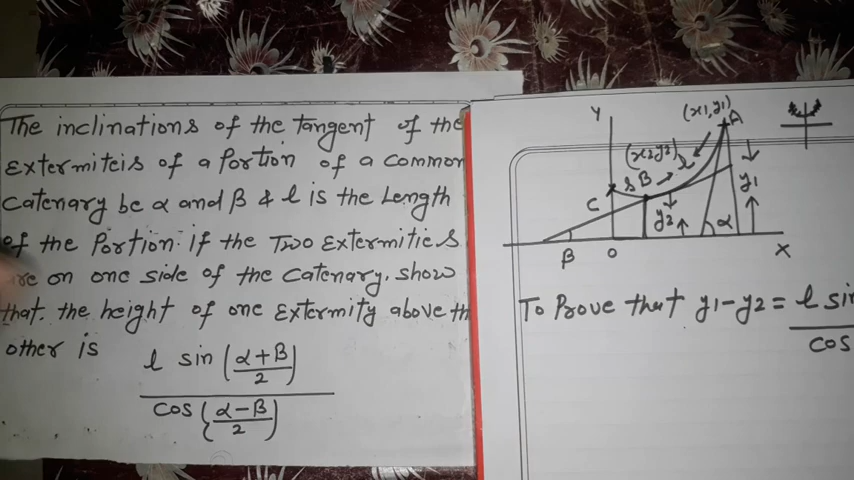 The inclinations of the Tangent of the
Extermiteis of a Portion of a common
Catenary be α and β & l is the Length
of the Portion. if the Two Extermities
on one side of the Catenary. show
that. the height of one Extermity above
other is
l sin (α+β/2)
cos (α-β/2)
Y
(x1,y1)
A
(x2,y2)
l
s B
C
y1
y2
α
β
O
X
To Prove that y1-y2 = l sin
cos